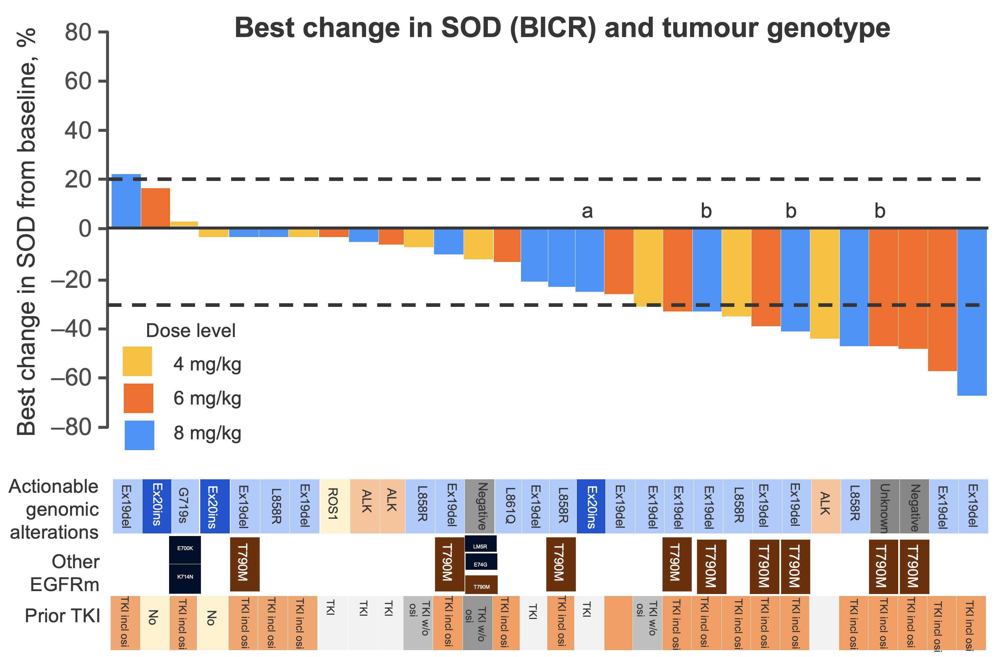 Best change in SOD (BICR) and tumour genotype
Best change in SOD from baseline, %
80
60
40
20
0
–20
–40
–60
–80
a
b
b
b
Dose level
4 mg/kg
6 mg/kg
8 mg/kg
Actionable
genomic
alterations
Ex19del
Ex20ins
G719s
Ex20ins
Ex19del
L858R
Ex19del
ROS1
ALK
ALK
L858R
Ex19del
Negative
L861Q
Ex19del
L858R
Ex20ins
Ex19del
Ex19del
Ex19del
Ex19del
L858R
Ex19del
Ex19del
ALK
L858R
Unknown
Negative
Ex19del
Ex19del
Other
EGFRm
E700K
K714N
T790M
T790M
LM5R
E74G
T790M
T790M
T790M
T790M
T790M
T790M
T790M
T790M
Prior TKI
TKI incl osi
No
TKI incl osi
No
TKI incl osi
TKI incl osi
TKI incl osi
TKI
TKI
TKI
TKI w/o
osi
TKI incl osi
TKI w/o
osi
TKI incl osi
TKI
TKI incl osi
TKI
TKI w/o
osi
TKI incl osi
TKI incl osi
TKI incl osi
TKI incl osi
TKI incl osi
TKI incl osi
TKI incl osi
TKI incl osi
TKI incl osi
TKI incl osi